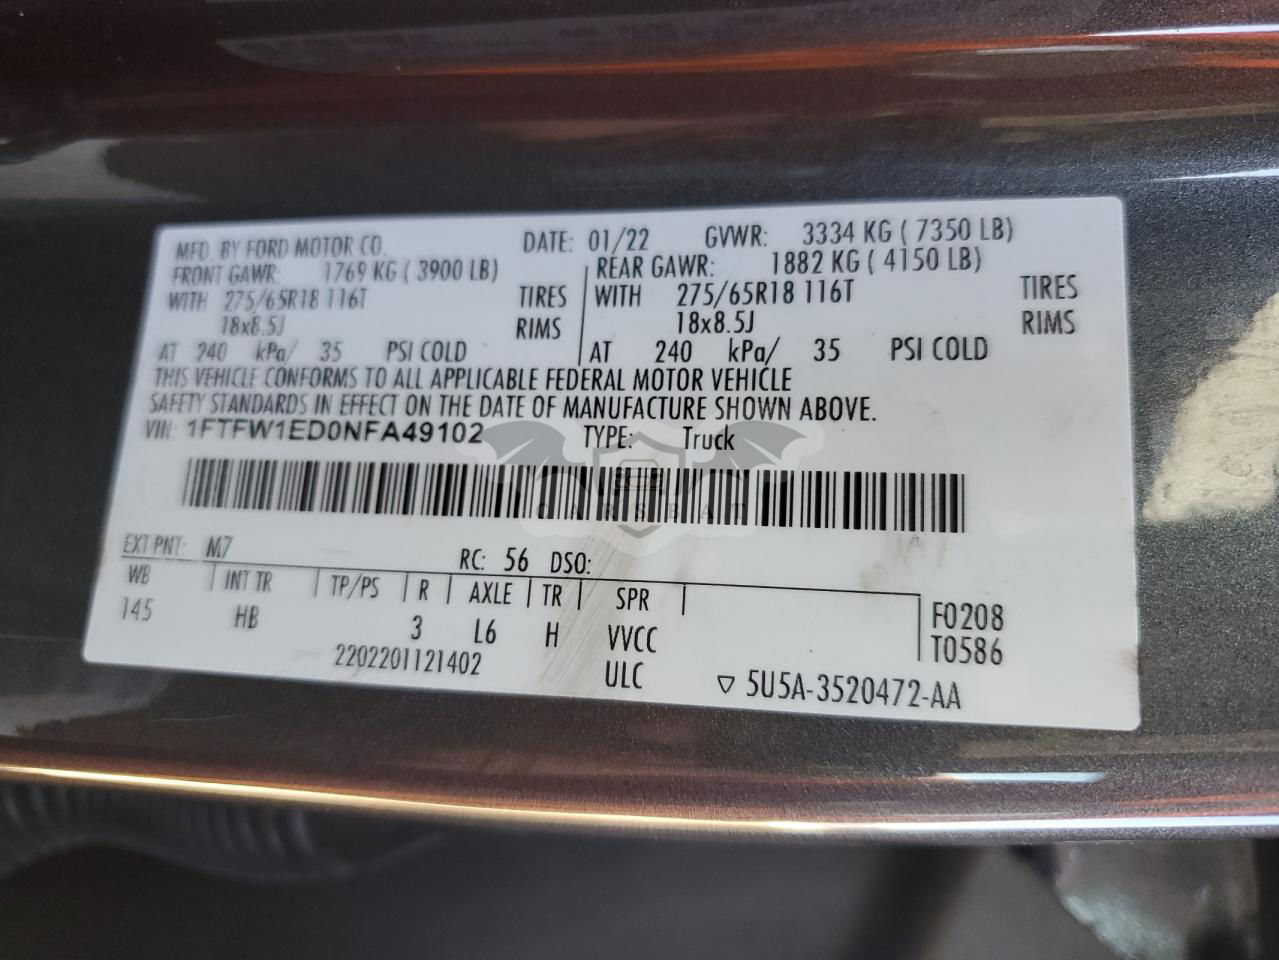 MFD. BY FORD MOTOR CO. DATE: 01/22 GVWR: 3334 KG ( 7350 LB)
FRONT GAWR: 1769 KG ( 3900 LB) REAR GAWR: 1882 KG ( 4150 LB)
WITH 275/65R18 116T TIRES WITH 275/65R18 116T TIRES
18x8.5J RIMS 18x8.5J RIMS
AT 240 kPa/ 35 PSI COLD AT 240 kPa/ 35 PSI COLD
THIS VEHICLE CONFORMS TO ALL APPLICABLE FEDERAL MOTOR VEHICLE
SAFETY STANDARDS IN EFFECT ON THE DATE OF MANUFACTURE SHOWN ABOVE.
VIN: 1FTFW1ED0NFA49102 TYPE: Truck
CARSBAT
EXT PNT: M7 RC: 56 DSO:
WB INT TR TP/PS R AXLE TR SPR F0208
145 HB 3 L6 H VVCC T0586
2202201121402 ULC 5U5A-3520472-AA